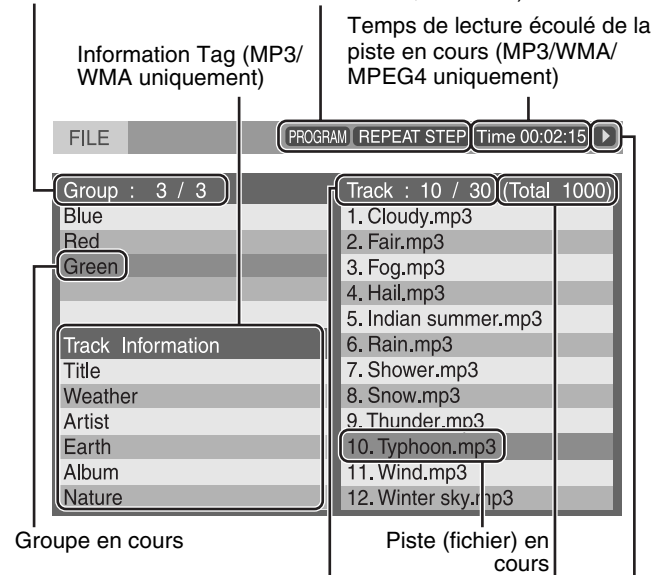 Temps de lecture écoulé de la
piste en cours (MP3/WMA/
MPEG4 uniquement)
Information Tag (MP3/
WMA uniquement)
FILE
PROGRAM REPEAT STEP Time 00:02:15
Group : 3 / 3
Blue
Red
Green
Track Information
Title
Weather
Artist
Earth
Album
Nature
Track : 10 / 30 (Total 1000)
1. Cloudy.mp3
2. Fair.mp3
3. Fog.mp3
4. Hail.mp3
5. Indian summer.mp3
6. Rain.mp3
7. Shower.mp3
8. Snow.mp3
9. Thunder.mp3
10. Typhoon.mp3
11. Wind.mp3
12. Winter sky.mp3
Groupe en cours
Piste (fichier) en
cours